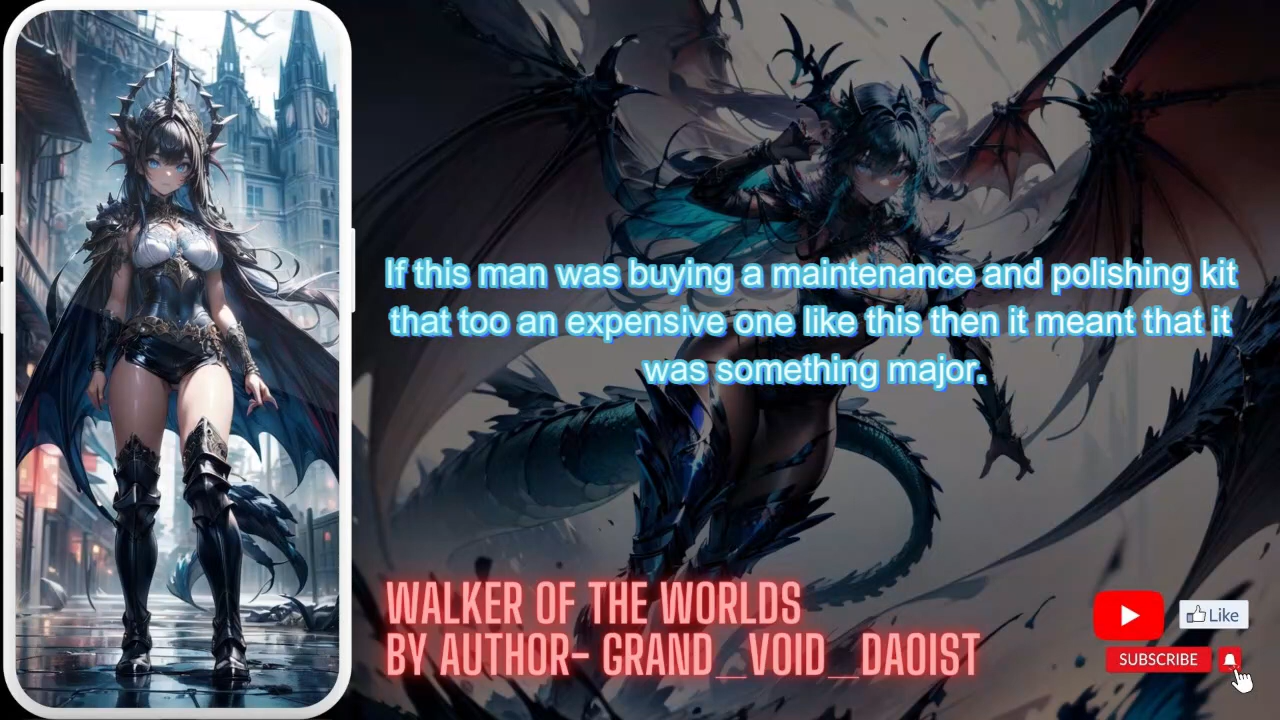 If this man was buying a maintenance and polishing kit
that too an expensive one like this then it meant that it
was something major.
WALKER OF THE WORLDS
BY AUTHOR- GRAND_VOID_DAOIST
Like
SUBSCRIBE